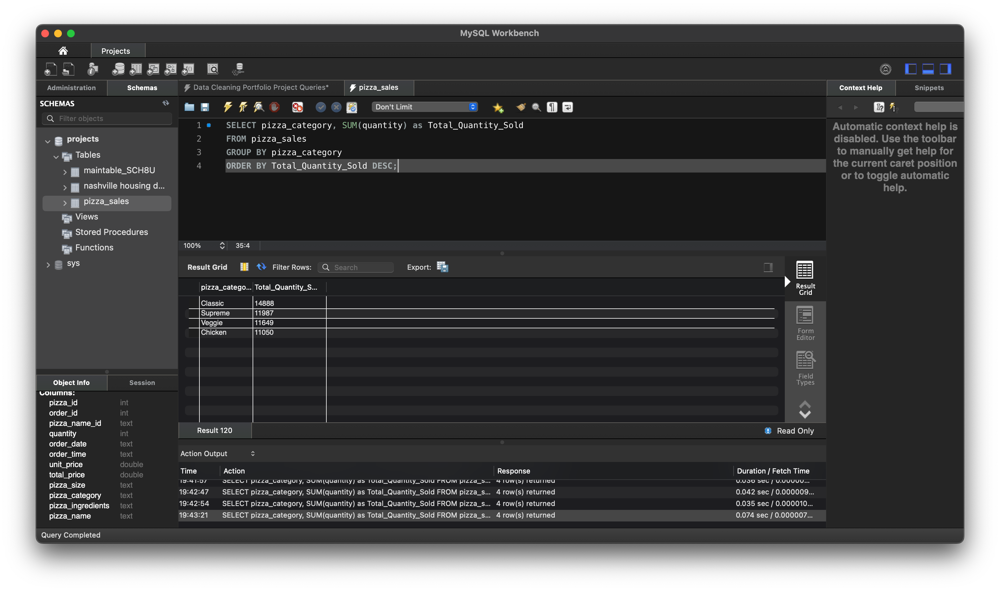 MySQL Workbench
Projects
Administration
Schemas
SCHEMAS
Filter objects
projects
Tables
maintable_SCH8U
nashville housing d...
pizza_sales
Views
Stored Procedures
Functions
sys
Object Info
Session
Columns:
pizza_id int
order_id int
pizza_name_id text
quantity int
order_date text
order_time text
unit_price double
total_price double
pizza_size text
pizza_category text
pizza_ingredients text
pizza_name text
Data Cleaning Portfolio Project Queries*
pizza_sales
Don't Limit
1 SELECT pizza_category, SUM(quantity) as Total_Quantity_Sold
2 FROM pizza_sales
3 GROUP BY pizza_category
4 ORDER BY Total_Quantity_Sold DESC;
100% 35:4
Result Grid Filter Rows: Search Export:
pizza_catego... Total_Quantity_S...
Classic 14888
Supreme 11987
Veggie 11649
Chicken 11050
Result
Grid
Form
Editor
Field
Types
Result 120
Read Only
Action Output
Time Action Response Duration / Fetch Time
19:41:57 SELECT pizza_category, SUM(quantity) as Total_Quantity_Sold FROM pizza_s... 4 row(s) returned 0.036 sec / 0.00000...
19:42:47 SELECT pizza_category, SUM(quantity) as Total_Quantity_Sold FROM pizza_s... 4 row(s) returned 0.042 sec / 0.000009...
19:42:54 SELECT pizza_category, SUM(quantity) as Total_Quantity_Sold FROM pizza_s... 4 row(s) returned 0.035 sec / 0.000010...
19:43:21 SELECT pizza_category, SUM(quantity) as Total_Quantity_Sold FROM pizza_s... 4 row(s) returned 0.074 sec / 0.000007...
Context Help
Snippets
Automatic context help is
disabled. Use the toolbar
to manually get help for
the current caret position
or to toggle automatic
help.
Query Completed